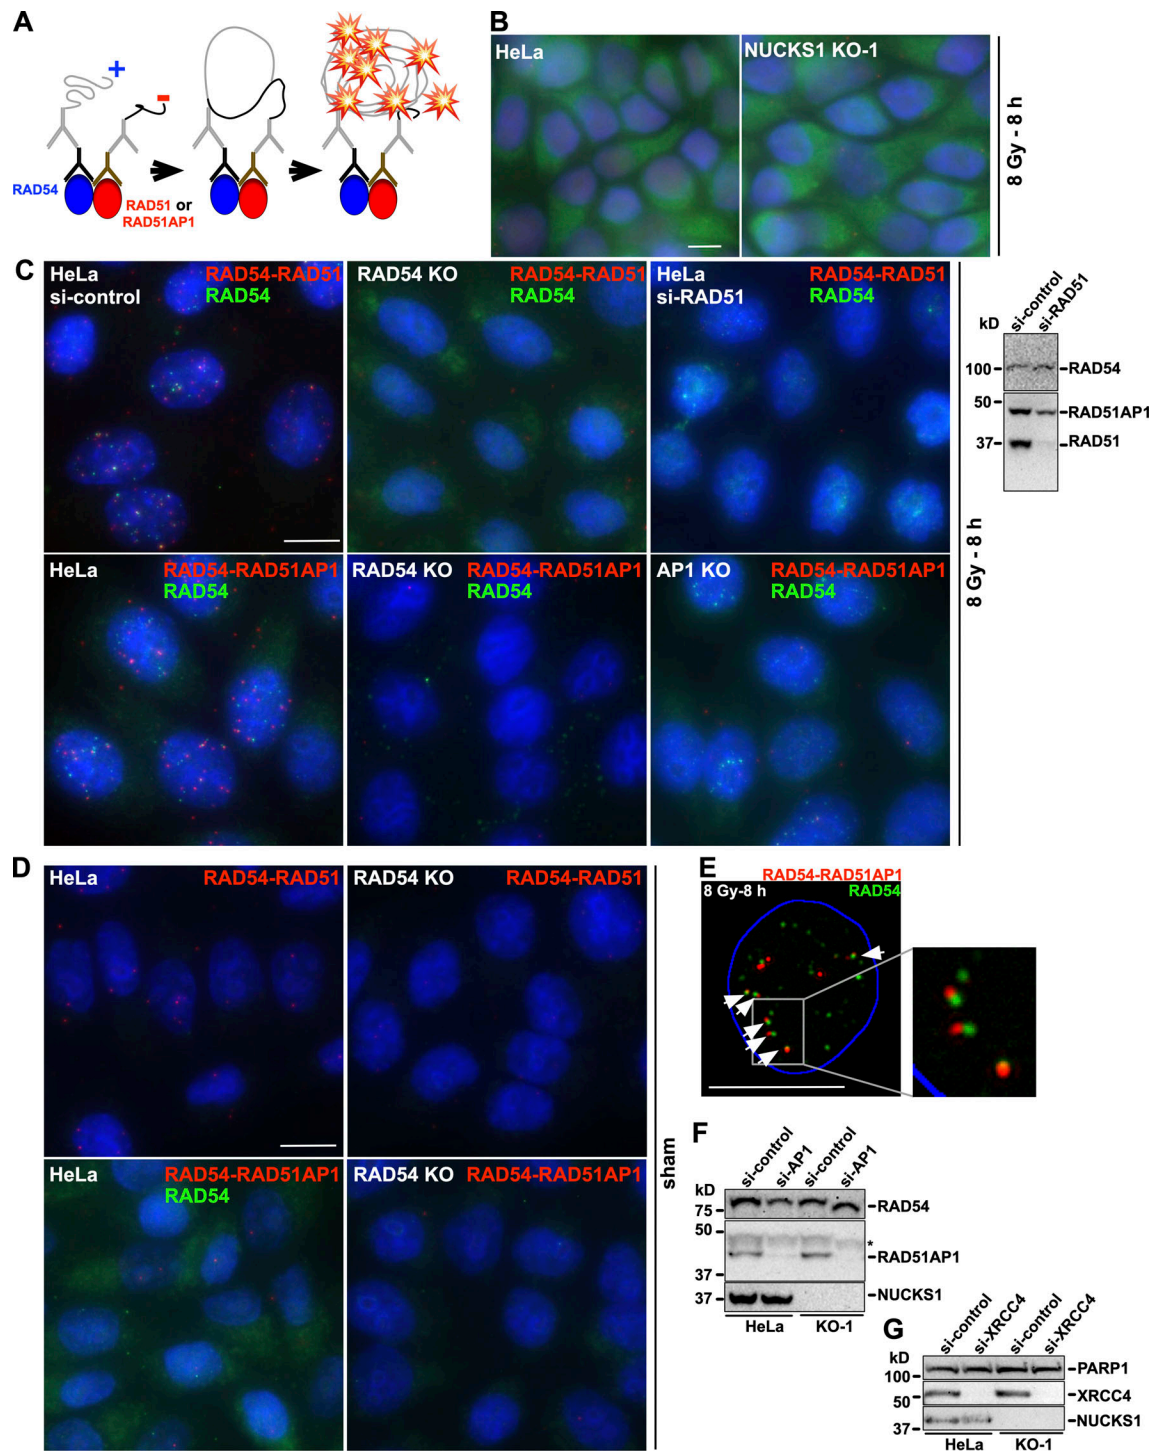 A
+
-
RAD54
RAD51 or
RAD51AP1
B
HeLa
NUCKS1 KO-1
8 Gy - 8 h
C
HeLa
si-control
RAD54-RAD51
RAD54
RAD54 KO
RAD54-RAD51
RAD54
HeLa
si-RAD51
RAD54-RAD51
RAD54
HeLa
RAD54-RAD51AP1
RAD54
RAD54 KO
RAD54-RAD51AP1
RAD54
AP1 KO
RAD54-RAD51AP1
RAD54
8 Gy - 8 h
si-control
si-RAD51
kD
100
50
37
RAD54
RAD51AP1
RAD51
D
HeLa
RAD54-RAD51
RAD54 KO
RAD54-RAD51
HeLa
RAD54-RAD51AP1
RAD54
RAD54 KO
RAD54-RAD51AP1
sham
E
RAD54-RAD51AP1
8 Gy-8 h
RAD54
F
si-control
si-AP1
si-control
si-AP1
kD
75
50
37
37
RAD54
*
RAD51AP1
NUCKS1
HeLa
KO-1
G
si-control
si-XRCC4
si-control
si-XRCC4
kD
100
50
37
PARP1
XRCC4
NUCKS1
HeLa
KO-1